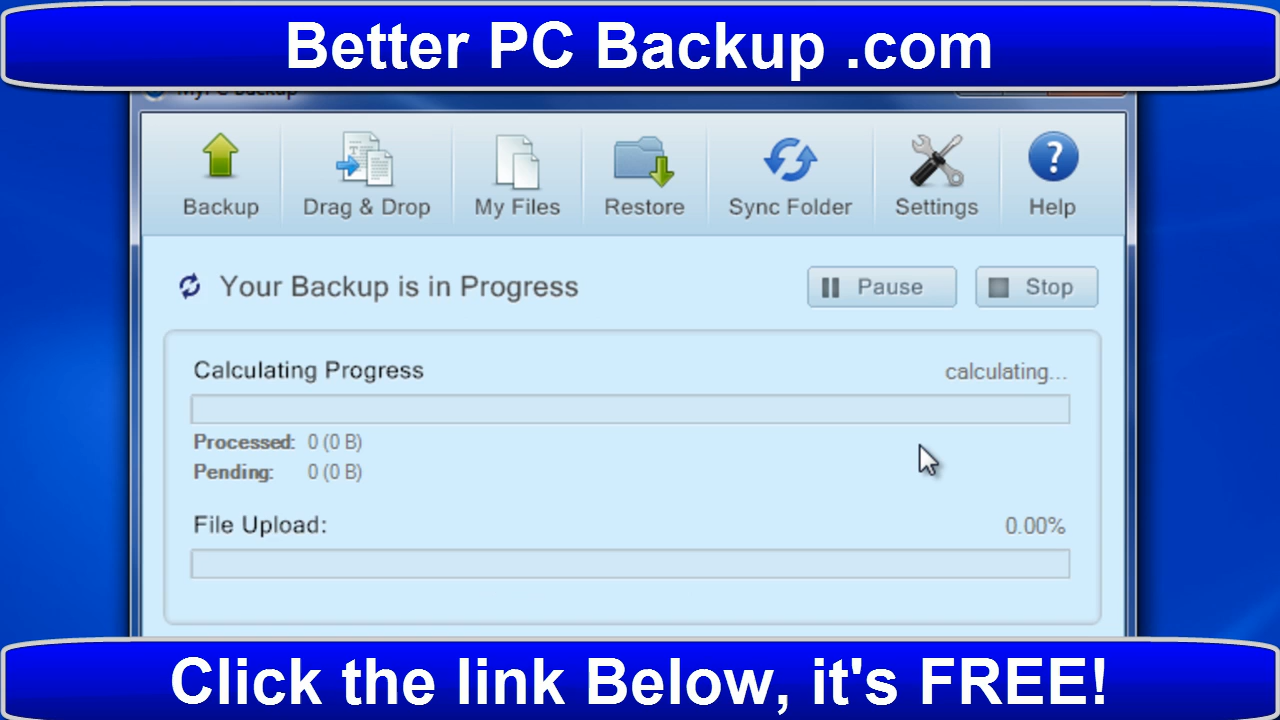 Better PC Backup .com
MyPC Backup
Backup Drag & Drop My Files Restore Sync Folder Settings Help
Your Backup is in Progress Pause Stop
Calculating Progress calculating...
Processed: 0 (0 B)
Pending: 0 (0 B)
File Upload: 0.00%
Click the link Below, it's FREE!